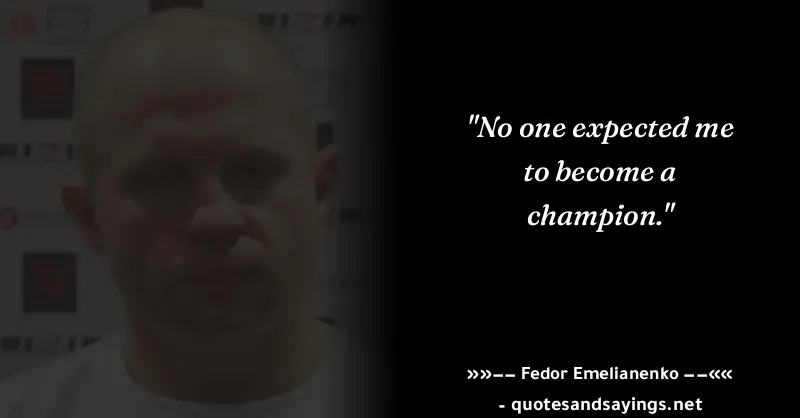 "No one expected me
to become a
champion."
»»−− Fedor Emelianenko −−««
- quotesandsayings.net